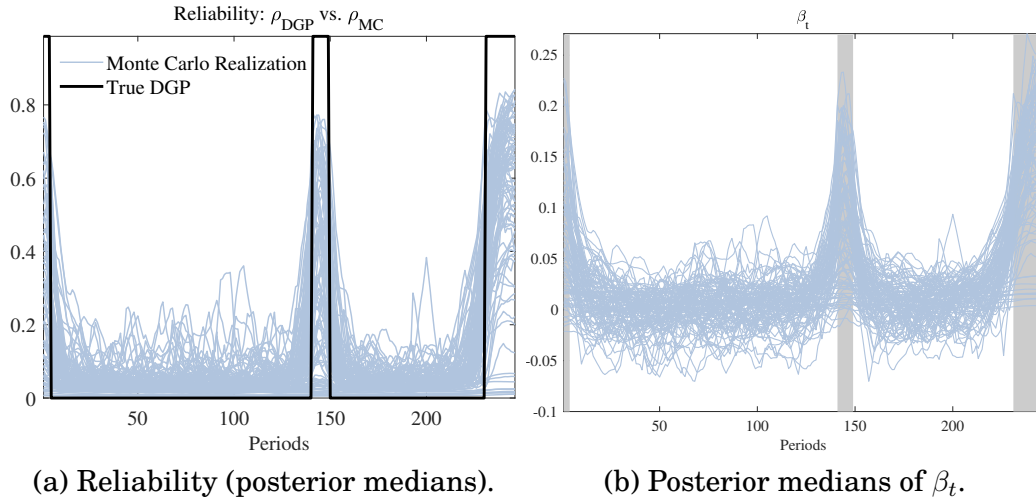 Reliability: ρDGP vs. ρMC
Monte Carlo Realization
True DGP
0.8
0.6
0.4
0.2
0
50
100
150
200
Periods
(a) Reliability (posterior medians).
βt
0.25
0.2
0.15
0.1
0.05
0
-0.05
-0.1
50
100
150
200
Periods
(b) Posterior medians of βt.